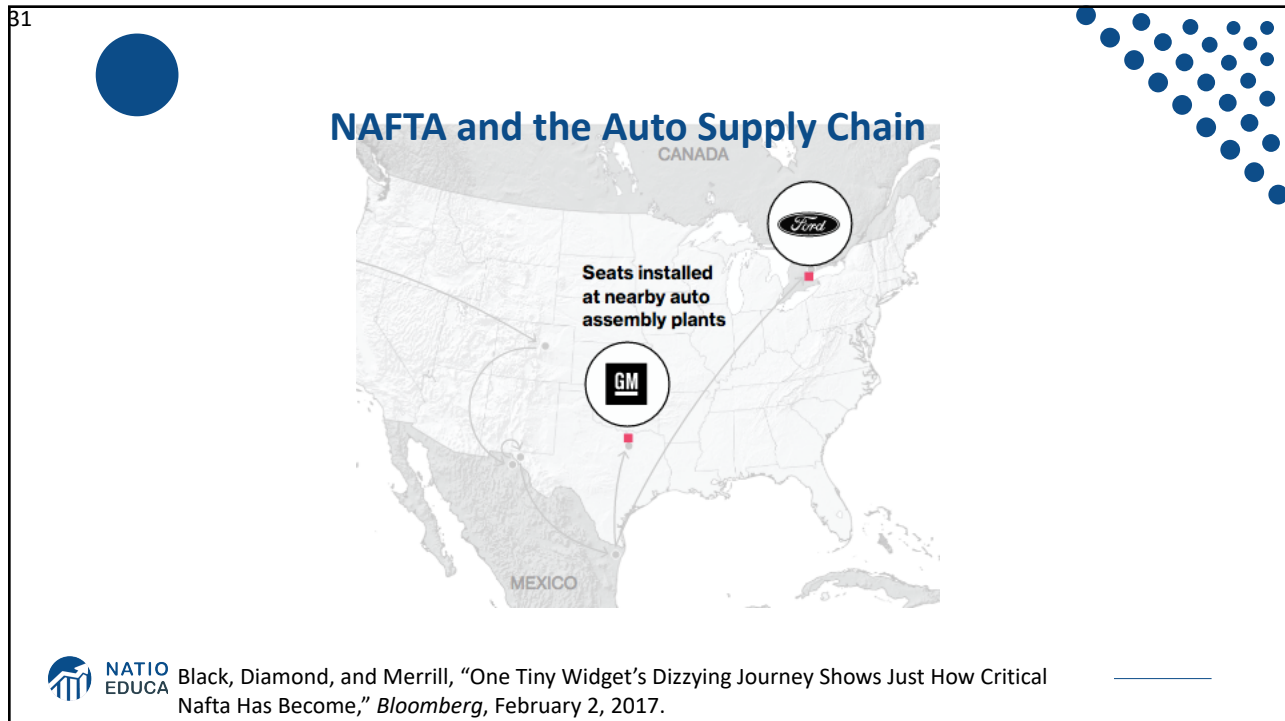 31
NAFTA and the Auto Supply Chain
CANADA
Ford
Seats installed
at nearby auto
assembly plants
GM
MEXICO
NATIO
EDUCA
Black, Diamond, and Merrill, “One Tiny Widget’s Dizzying Journey Shows Just How Critical
Nafta Has Become,” Bloomberg, February 2, 2017.